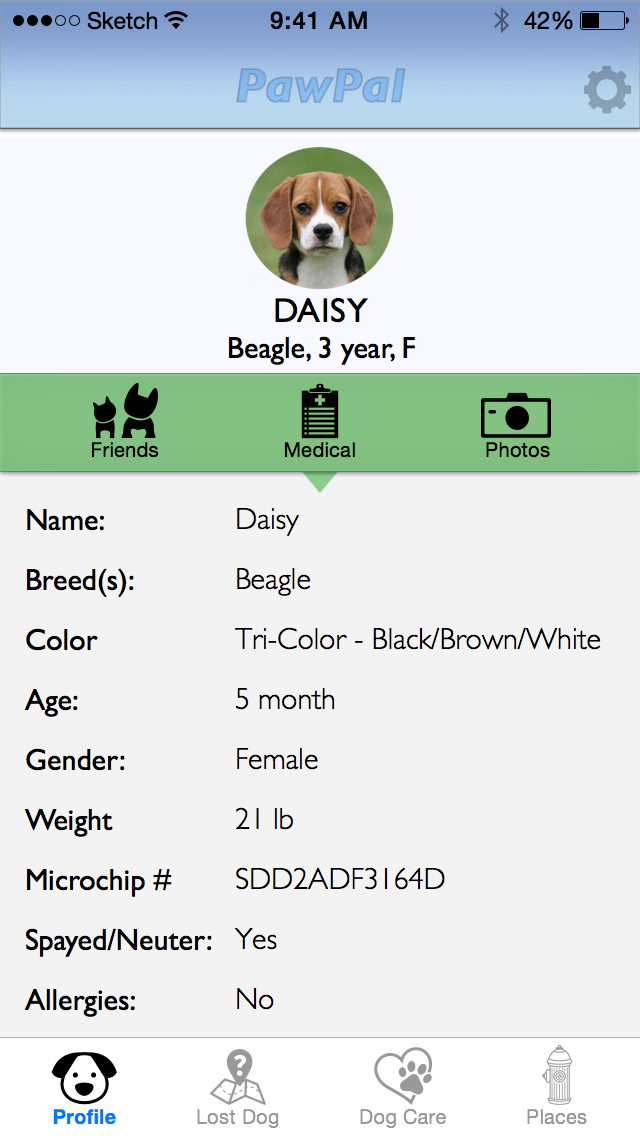 Sketch 9:41 AM 42%
PawPal
DAISY
Beagle, 3 year, F
Friends Medical Photos
Name: Daisy
Breed(s): Beagle
Color Tri-Color - Black/Brown/White
Age: 5 month
Gender: Female
Weight 21 lb
Microchip # SDD2ADF3164D
Spayed/Neuter: Yes
Allergies: No
?
Profile Lost Dog Dog Care Places